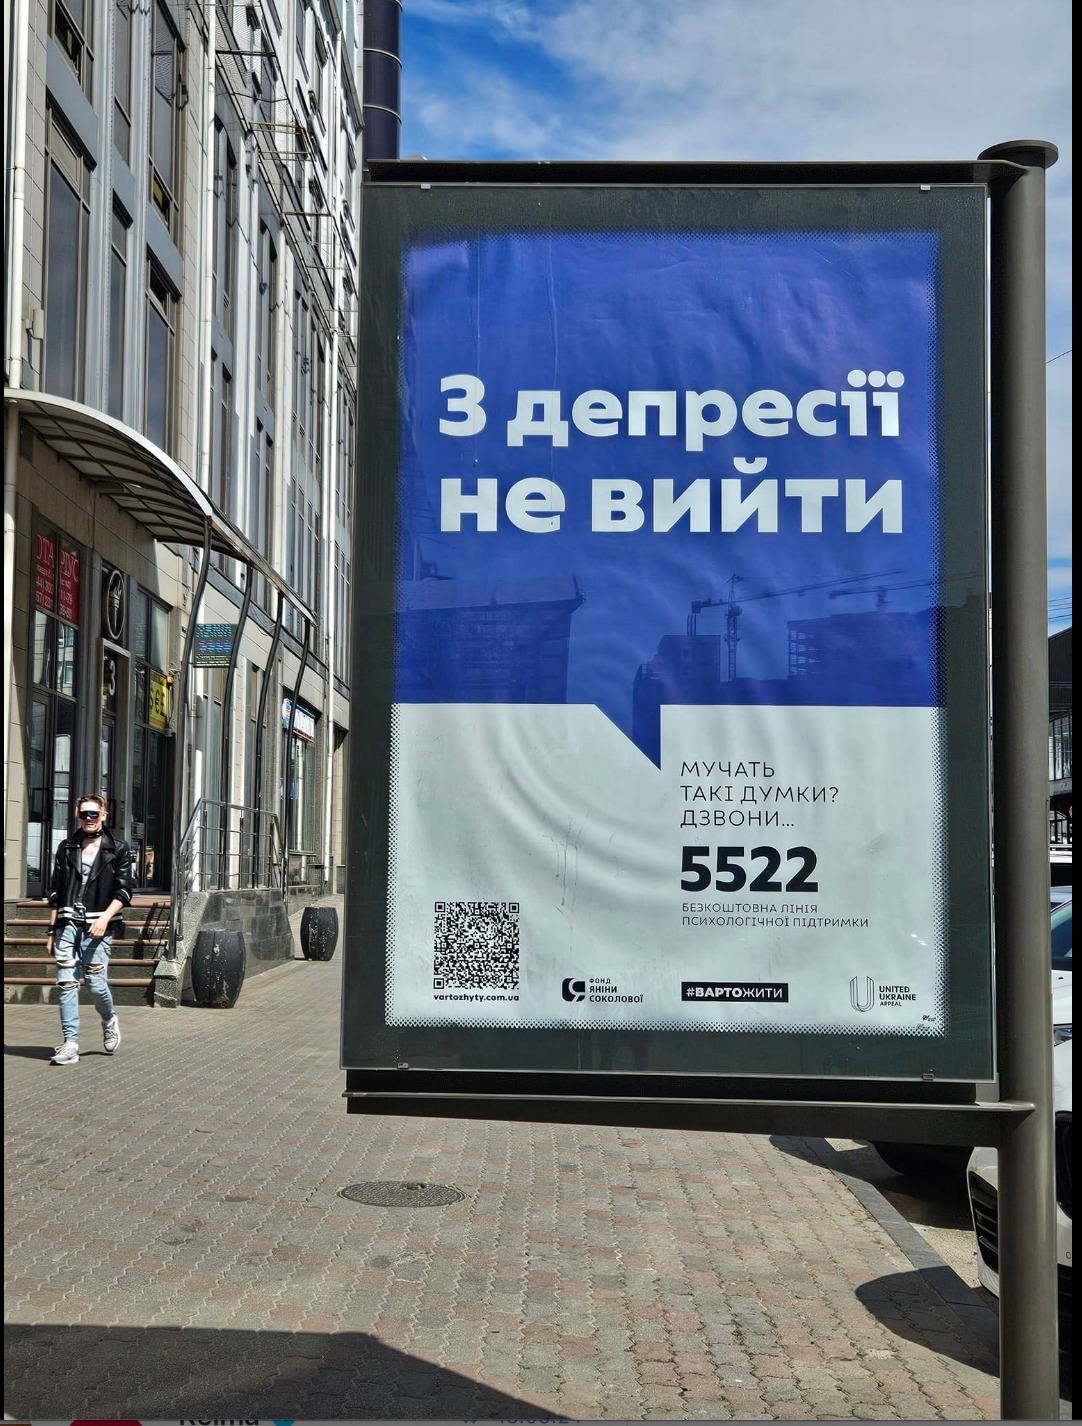 З депресії
не вийти
МУЧАТЬ
ТАКІ ДУМКИ?
ДЗВОНИ...
5522
БЕЗКОШТОВНА ЛІНІЯ
ПСИХОЛОГІЧНОЇ ПІДТРИМКИ
vartozhyty.com.ua
ФОНД
ЯНІНИ
СОКОЛОВОЇ
#ВАРТОЖИТИ
UNITED
UKRAINE
APPEAL